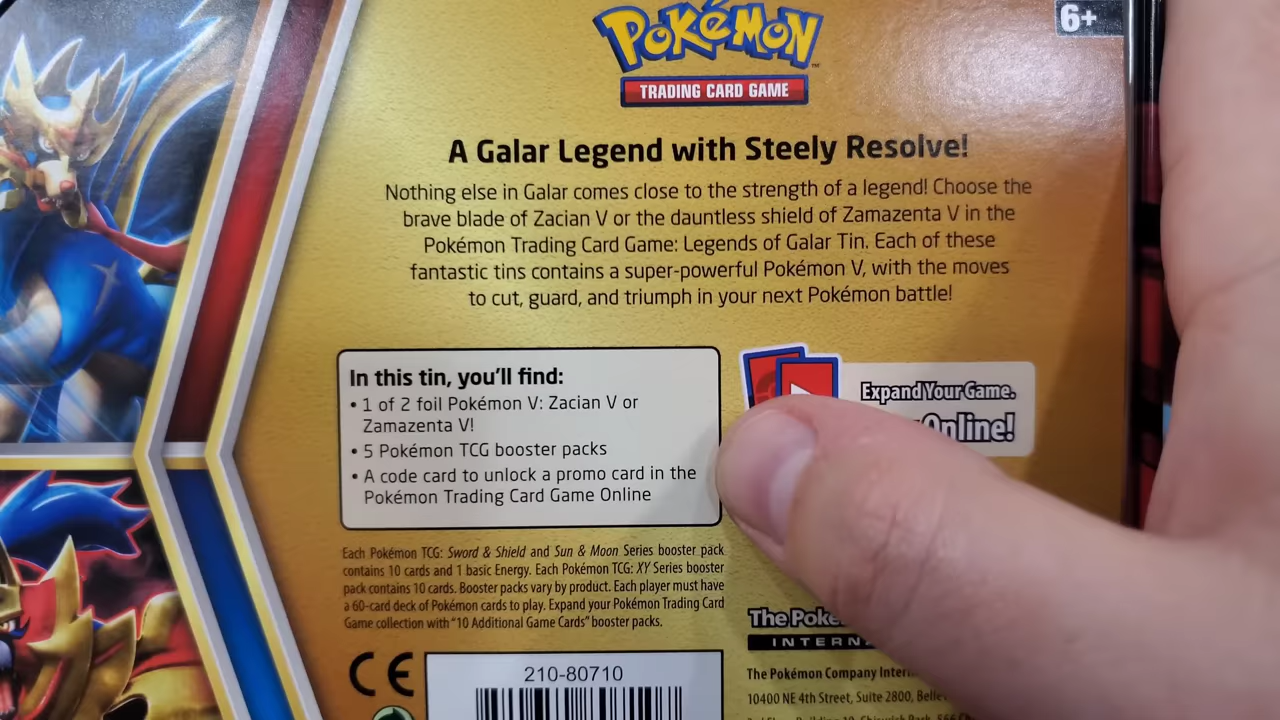 POKéMON
TRADING CARD GAME
6+
A Galar Legend with Steely Resolve!
Nothing else in Galar comes close to the strength of a legend! Choose the
brave blade of Zacian V or the dauntless shield of Zamazenta V in the
Pokémon Trading Card Game: Legends of Galar Tin. Each of these
fantastic tins contains a super-powerful Pokémon V, with the moves
to cut, guard, and triumph in your next Pokémon battle!
In this tin, you'll find:
• 1 of 2 foil Pokémon V: Zacian V or
Zamazenta V!
• 5 Pokémon TCG booster packs
• A code card to unlock a promo card in the
Pokémon Trading Card Game Online
Expand Your Game.
Online!
Each Pokémon TCG: Sword & Shield and Sun & Moon Series booster pack
contains 10 cards and 1 basic Energy. Each Pokémon TCG: XY Series booster
pack contains 10 cards. Booster packs vary by product. Each player must have
a 60-card deck of Pokémon cards to play. Expand your Pokémon Trading Card
Game collection with "10 Additional Game Cards" booster packs.
CE
210-80710
The
The Pokémon Company
10400 NE 4th Street, Suite 2800,